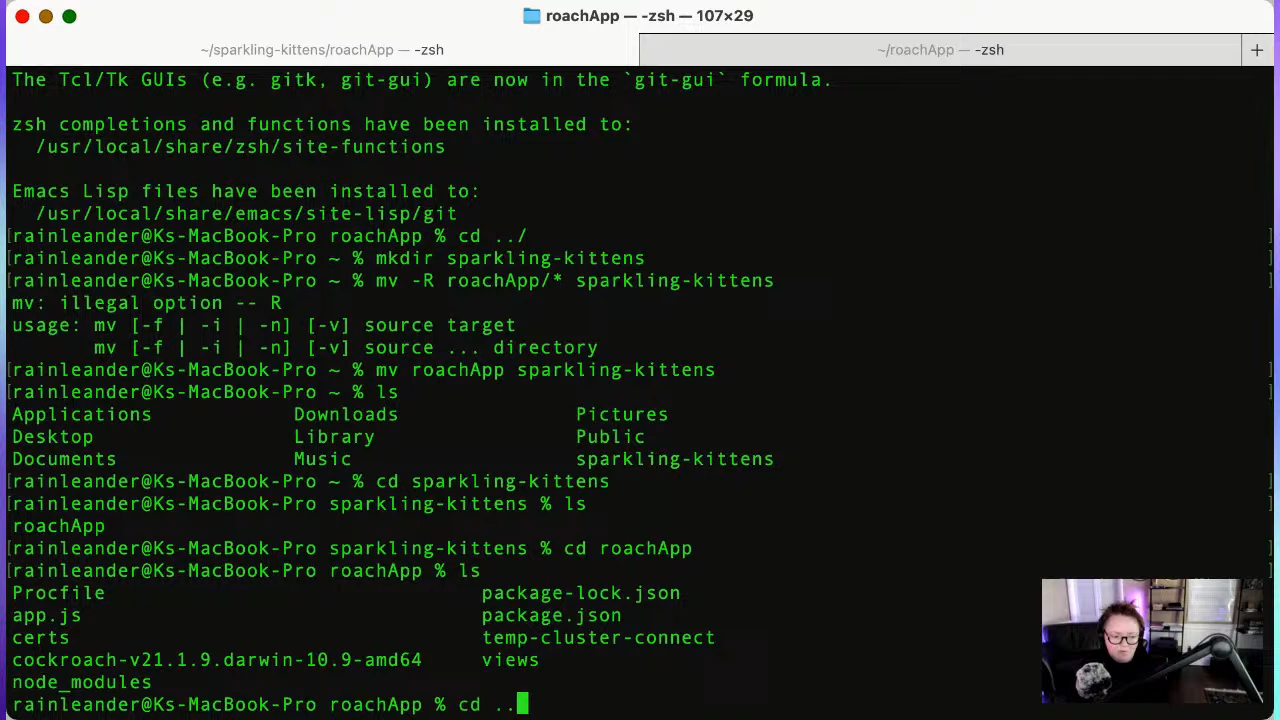 roachApp — -zsh — 107×29
~/sparkling-kittens/roachApp — -zsh
~/roachApp — -zsh
+
The Tcl/Tk GUIs (e.g. gitk, git-gui) are now in the `git-gui` formula.
zsh completions and functions have been installed to:
/usr/local/share/zsh/site-functions
Emacs Lisp files have been installed to:
/usr/local/share/emacs/site-lisp/git
[rainleander@Ks-MacBook-Pro roachApp % cd ../ ]
[rainleander@Ks-MacBook-Pro ~ % mkdir sparkling-kittens ]
[rainleander@Ks-MacBook-Pro ~ % mv -R roachApp/* sparkling-kittens ]
mv: illegal option -- R
usage: mv [-f | -i | -n] [-v] source target
mv [-f | -i | -n] [-v] source ... directory
[rainleander@Ks-MacBook-Pro ~ % mv roachApp sparkling-kittens ]
[rainleander@Ks-MacBook-Pro ~ % ls ]
Applications Downloads Pictures
Desktop Library Public
Documents Music sparkling-kittens
[rainleander@Ks-MacBook-Pro ~ % cd sparkling-kittens ]
[rainleander@Ks-MacBook-Pro sparkling-kittens % ls ]
roachApp
[rainleander@Ks-MacBook-Pro sparkling-kittens % cd roachApp ]
[rainleander@Ks-MacBook-Pro roachApp % ls ]
Procfile package-lock.json
app.js package.json
certs temp-cluster-connect
cockroach-v21.1.9.darwin-10.9-amd64 views
node_modules
rainleander@Ks-MacBook-Pro roachApp % cd ..